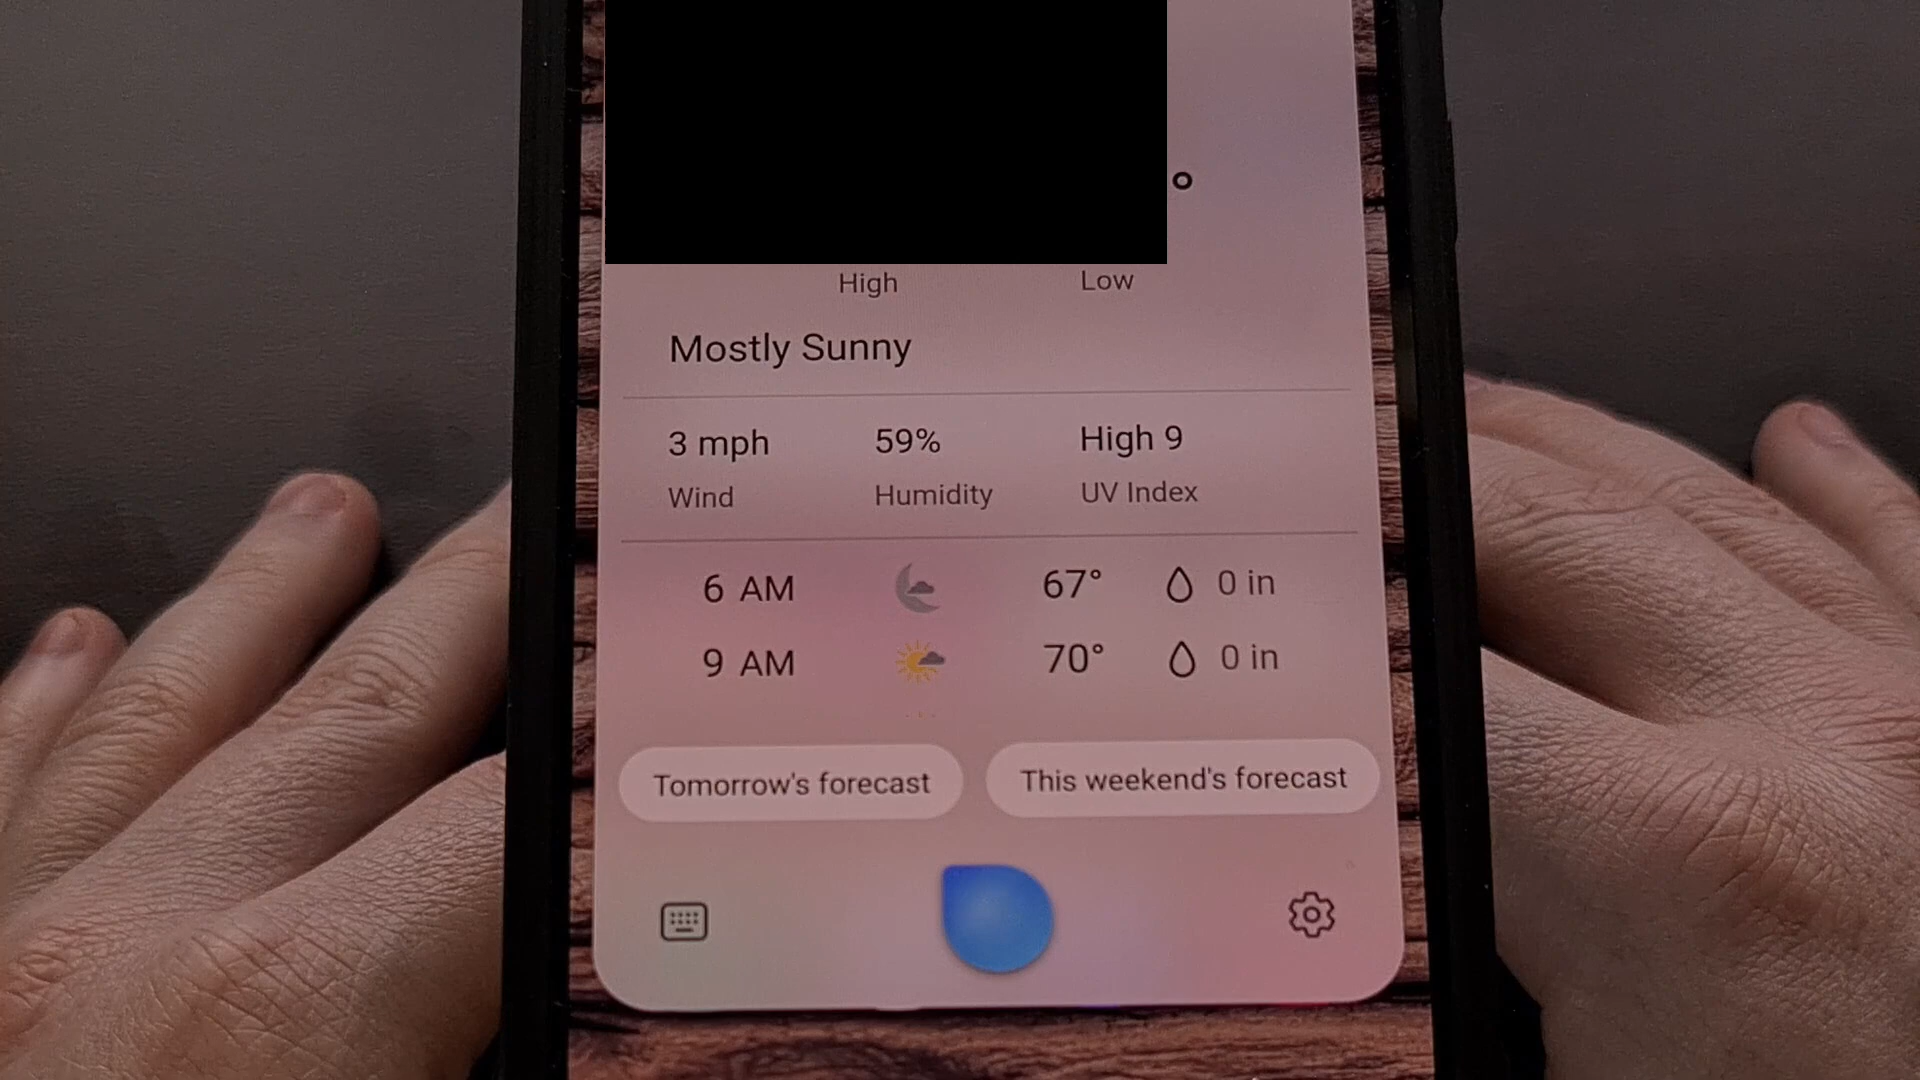 High Low
Mostly Sunny
3 mph 59% High 9
Wind Humidity UV Index
6 AM 67° 0 in
9 AM 70° 0 in
Tomorrow's forecast This weekend's forecast